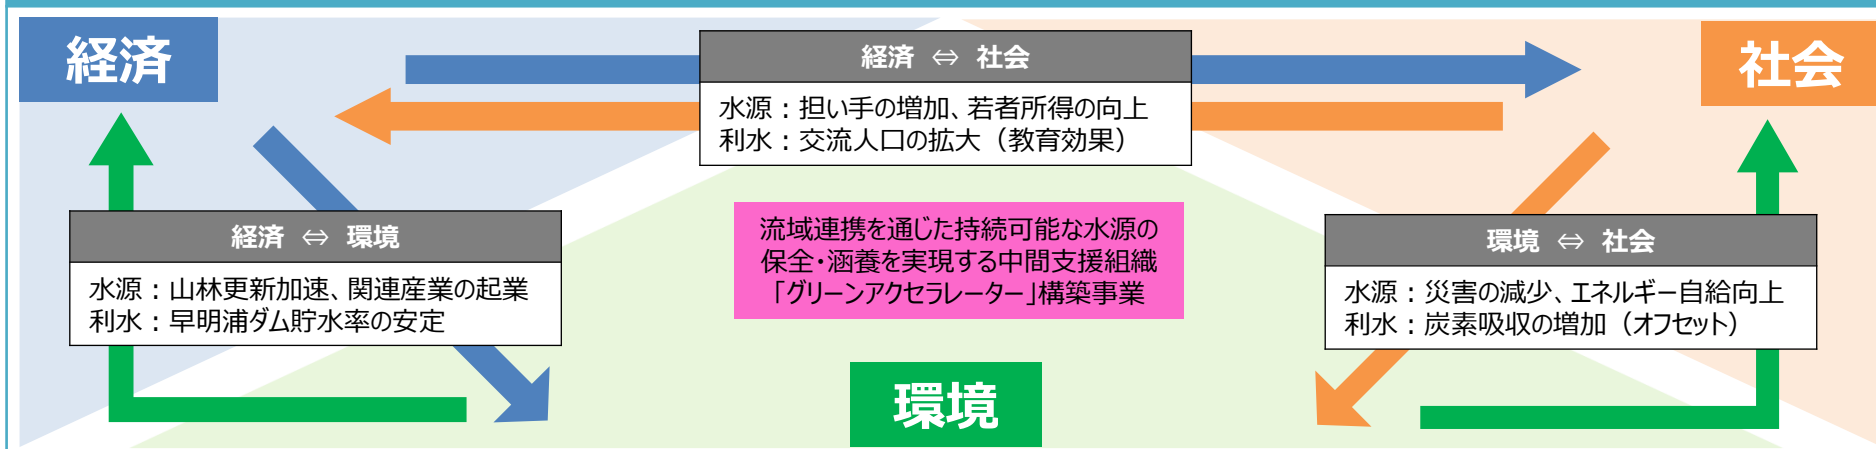 経済
社会
経済 ⇔ 社会
水源：担い手の増加、若者所得の向上
利水：交流人口の拡大（教育効果）
経済 ⇔ 環境
水源：山林更新加速、関連産業の起業
利水：早明浦ダム貯水率の安定
流域連携を通じた持続可能な水源の
保全・涵養を実現する中間支援組織
「グリーンアクセラレーター」構築事業
環境 ⇔ 社会
水源：災害の減少、エネルギー自給向上
利水：炭素吸収の増加（オフセット）
環境